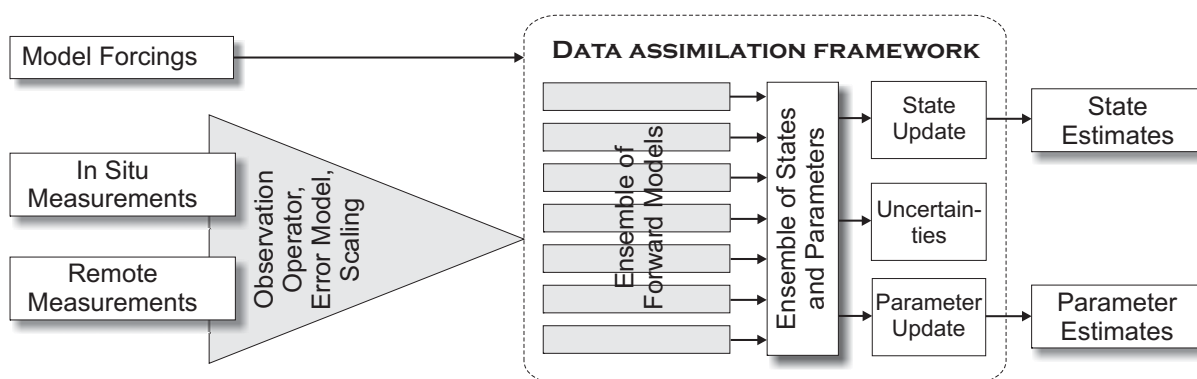 DATA ASSIMILATION FRAMEWORK
Model Forcings
In Situ
Measurements
Remote
Measurements
Observation
Operator,
Error Model,
Scaling
Ensemble of
Forward Models
Ensemble of States
and Parameters
State
Update
Uncertain-
ties
Parameter
Update
State
Estimates
Parameter
Estimates